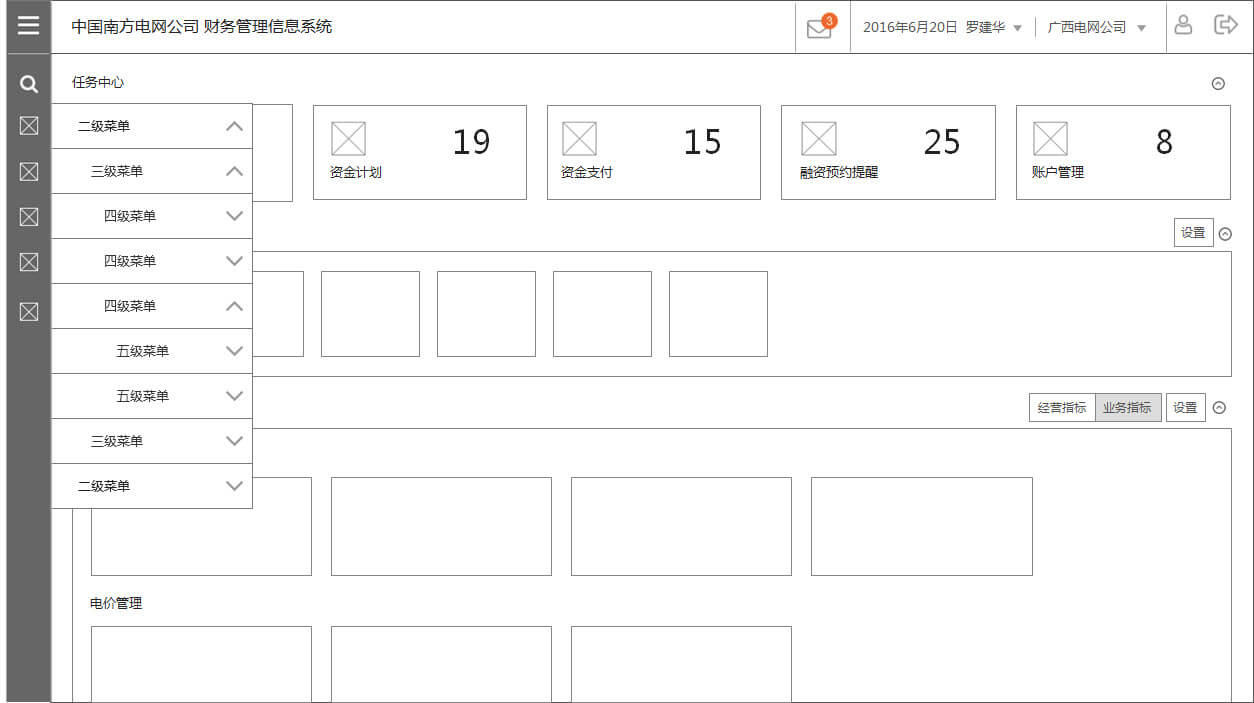 中国南方电网公司 财务管理信息系统
3
2016年6月20日 罗建华
广西电网公司
任务中心
二级菜单
三级菜单
四级菜单
四级菜单
四级菜单
五级菜单
五级菜单
三级菜单
二级菜单
19
资金计划
15
资金支付
25
融资预约提醒
8
账户管理
设置
经营指标
业务指标
设置
电价管理